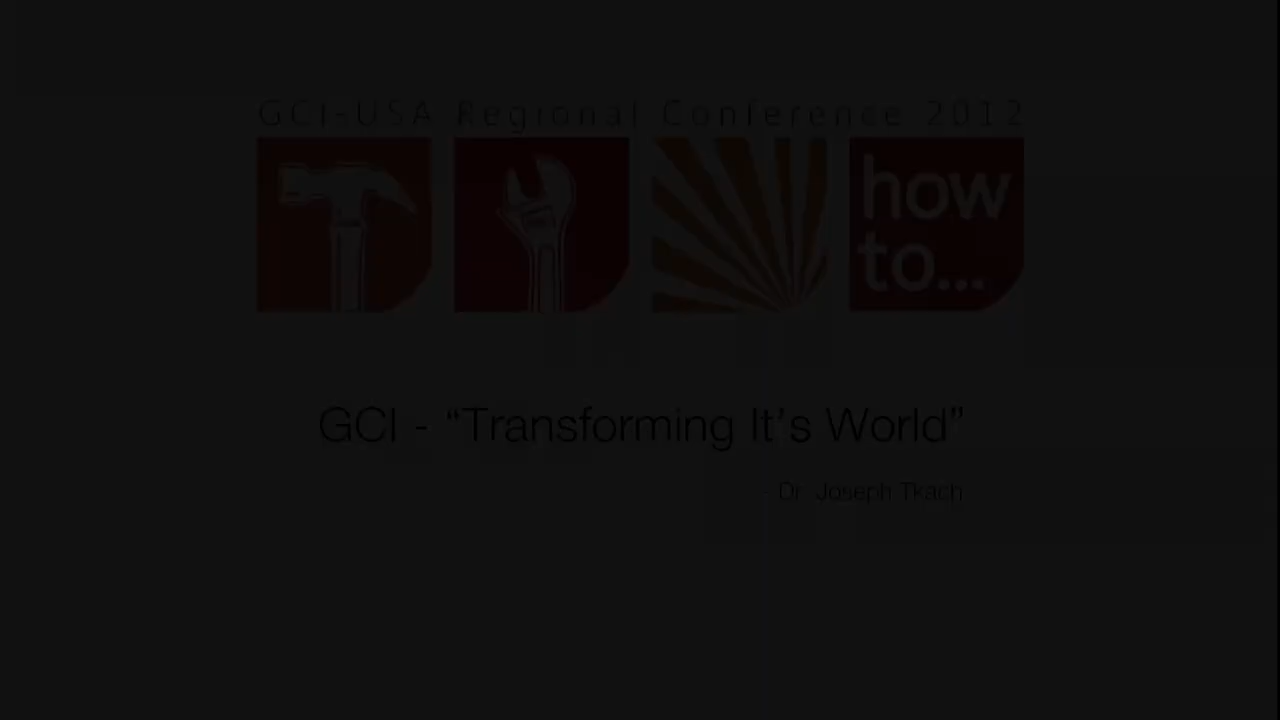 GCI-USA Regional Conference 2012
how
to...
GCI - “Transforming It’s World”
- Dr. Joseph Tkach